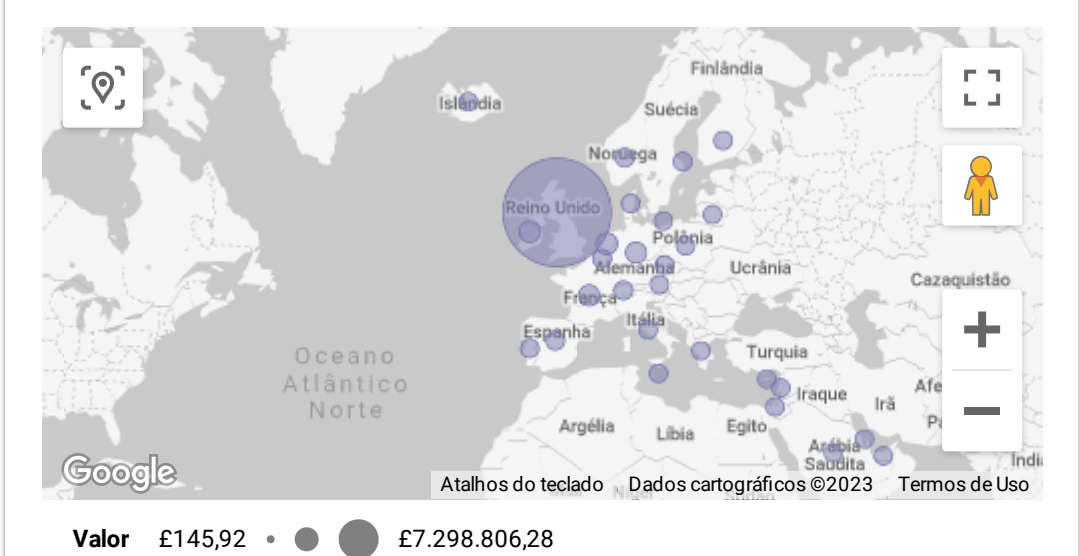 Finlândia
Islândia
Suécia
Noruega
Reino Unido
Polônia
Alemanha
Ucrânia
Cazaquistão
França
Itália
Espanha
Oceano
Atlântico
Norte
Turquia
Iraque
Irã
Afe
Argélia
Líbia
Egito
Arábia
Saudita
India
Google
Atalhos do teclado Dados cartográficos ©2023 Termos de Uso
Valor £145,92 £7.298.806,28